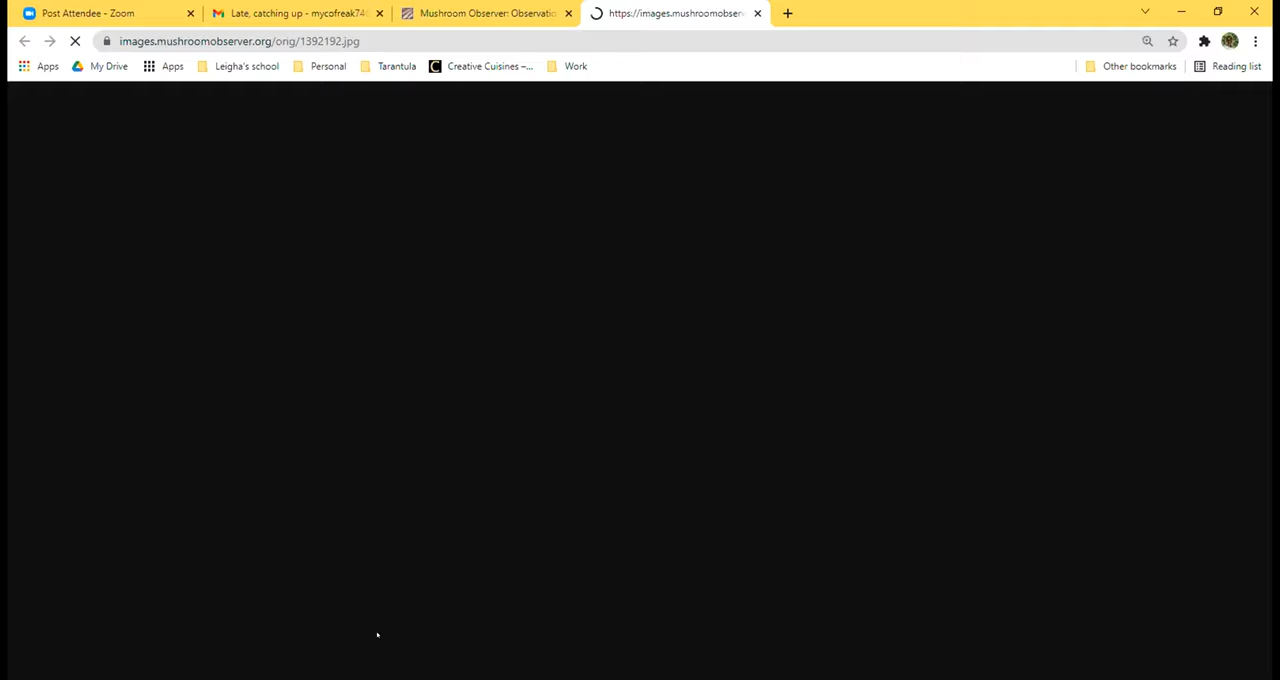 Post Attendee - Zoom
Late, catching up - mycofreak74
Mushroom Observer: Observatio
https://images.mushroomobser
images.mushroomobserver.org/ong/1392192.jpg
Apps
My Drive
Apps
Leigha's school
Personal
Tarantula
Creative Cuisines –...
Work
Other bookmarks
Reading list